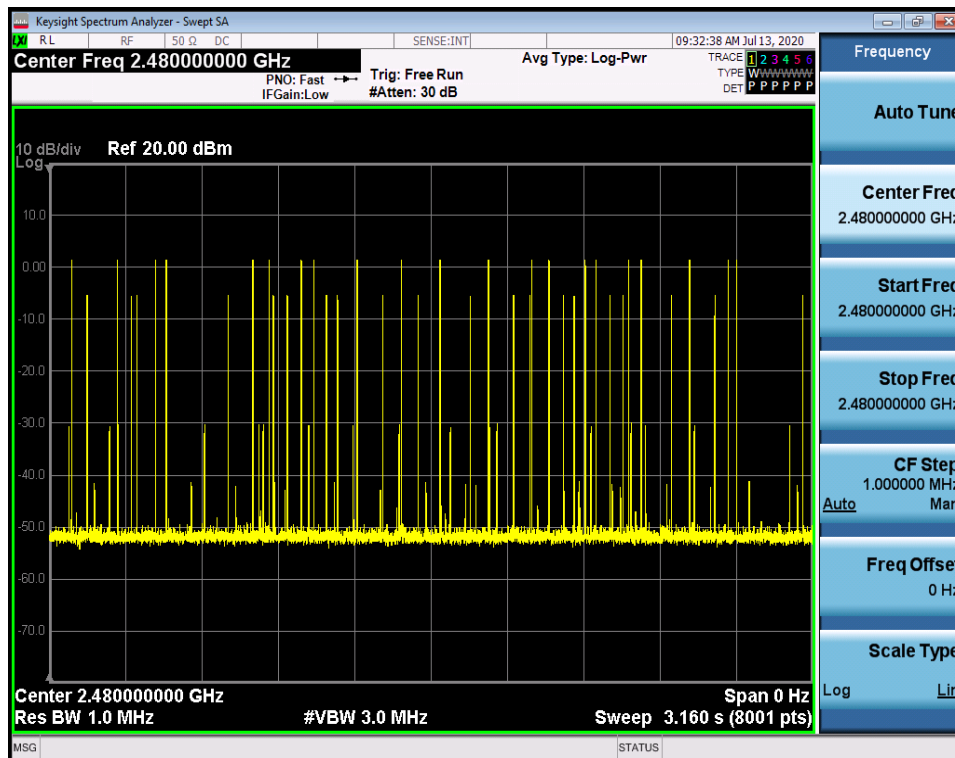 Keysight Spectrum Analyzer - Swept SA
LXI RL RF 50 Ω DC SENSE:INT 09:32:38 AM Jul 13, 2020
Center Freq 2.480000000 GHz Avg Type: Log-Pwr TRACE 1 2 3 4 5 6
PNO: Fast Trig: Free Run TYPE WWWWWW
IFGain:Low #Atten: 30 dB DET P P P P P P
10 dB/div Ref 20.00 dBm
Log
10.0
0.00
-10.0
-20.0
-30.0
-40.0
-50.0
-60.0
-70.0
Center 2.480000000 GHz Span 0 Hz
Res BW 1.0 MHz #VBW 3.0 MHz Sweep 3.160 s (8001 pts)
MSG STATUS
Frequency
Auto Tune
Center Freq
2.480000000 GHz
Start Freq
2.480000000 GHz
Stop Freq
2.480000000 GHz
CF Step
1.000000 MHz
Auto Man
Freq Offset
0 Hz
Scale Type
Log Lin